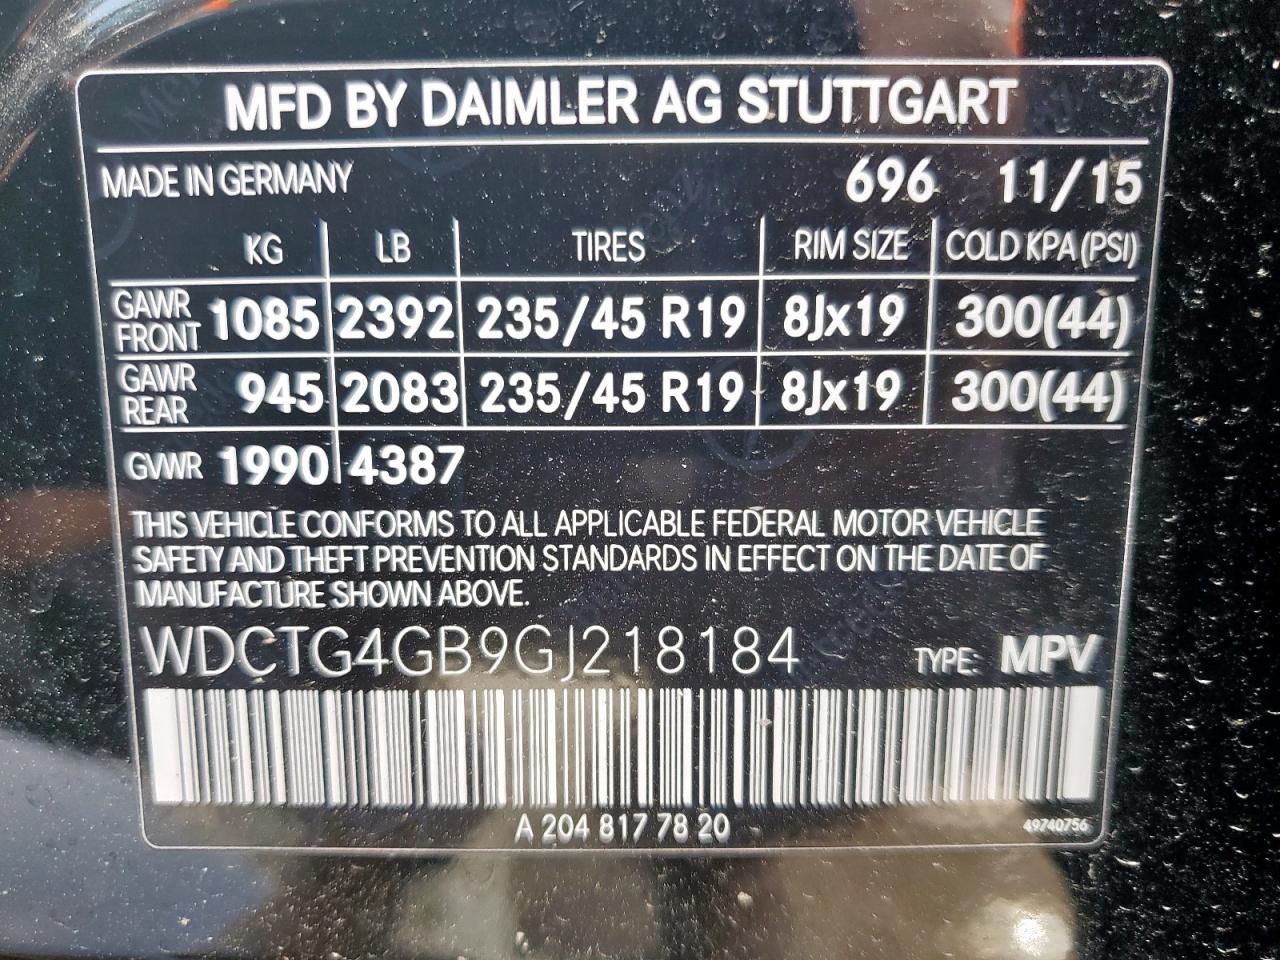 MFD BY DAIMLER AG STUTTGART
MADE IN GERMANY 696 11/15
KG LB TIRES RIM SIZE COLD KPA (PSI)
GAWR FRONT 1085 2392 235/45 R19 8Jx19 300(44)
GAWR REAR 945 2083 235/45 R19 8Jx19 300(44)
GVWR 1990 4387
THIS VEHICLE CONFORMS TO ALL APPLICABLE FEDERAL MOTOR VEHICLE
SAFETY AND THEFT PREVENTION STANDARDS IN EFFECT ON THE DATE OF
MANUFACTURE SHOWN ABOVE.
WDCTG4GB9GJ218184 TYPE: MPV
A 204 817 78 20 49740756